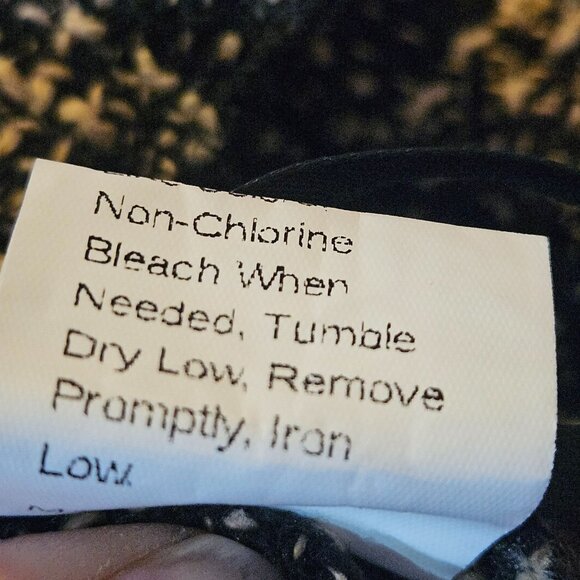 Non-Chlorine
Bleach When
Needed, Tumble
Dry Low, Remove
Promptly, Iron
Low.